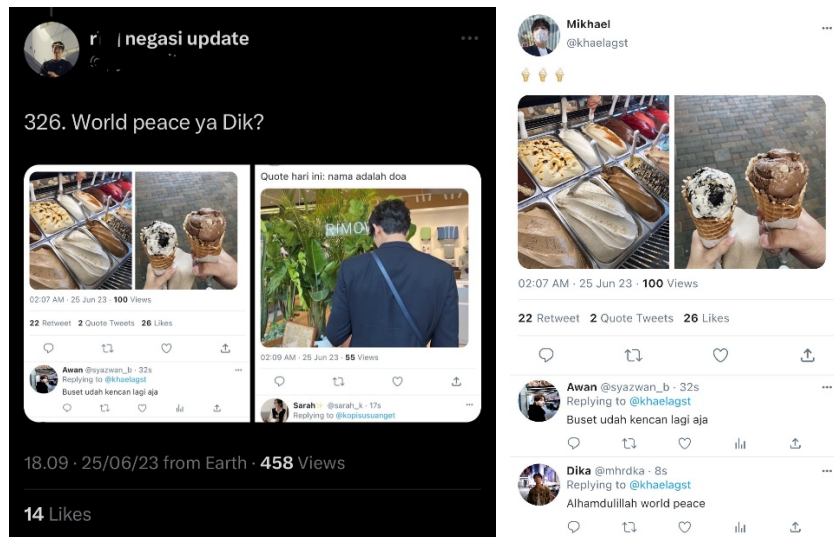 negasi update
326. World peace ya Dik?
02:07 AM · 25 Jun 23 · 100 Views
22 Retweet 2 Quote Tweets 26 Likes
Awan @syazwan_b · 32s
Replying to @khaelagst
Buset udah kencan lagi aja
Quote hari ini: nama adalah doa
RIMO
02:09 AM · 25 Jun 23 · 55 Views
Sarah @sarah_k · 17s
Replying to @kopisusuanget
18.09 · 25/06/23 from Earth · 458 Views
14 Likes
Mikhael
@khaelagst
🍦🍦🍦
02:07 AM · 25 Jun 23 · 100 Views
22 Retweet 2 Quote Tweets 26 Likes
Awan @syazwan_b · 32s
Replying to @khaelagst
Buset udah kencan lagi aja
Dika @mhrdka · 8s
Replying to @khaelagst
Alhamdulillah world peace